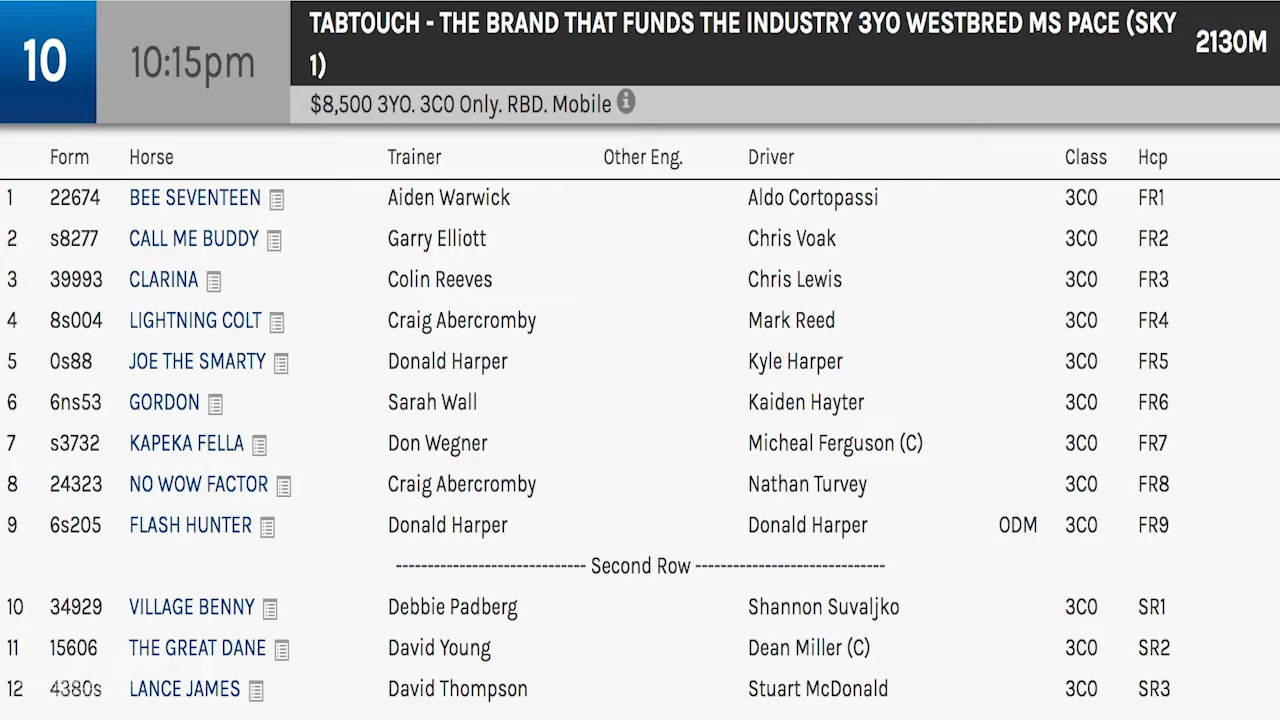 10 10:15pm TABTOUCH - THE BRAND THAT FUNDS THE INDUSTRY 3YO WESTBRED MS PACE (SKY
1) 2130M
$8,500 3YO. 3C0 Only. RBD. Mobile
Form Horse Trainer Other Eng. Driver Class Hcp
1 22674 BEE SEVENTEEN Aiden Warwick Aldo Cortopassi 3C0 FR1
2 s8277 CALL ME BUDDY Garry Elliott Chris Voak 3C0 FR2
3 39993 CLARINA Colin Reeves Chris Lewis 3C0 FR3
4 8s004 LIGHTNING COLT Craig Abercromby Mark Reed 3C0 FR4
5 0s88 JOE THE SMARTY Donald Harper Kyle Harper 3C0 FR5
6 6ns53 GORDON Sarah Wall Kaiden Hayter 3C0 FR6
7 s3732 KAPEKA FELLA Don Wegner Micheal Ferguson (C) 3C0 FR7
8 24323 NO WOW FACTOR Craig Abercromby Nathan Turvey 3C0 FR8
9 6s205 FLASH HUNTER Donald Harper Donald Harper ODM 3C0 FR9
------------------------------ Second Row ------------------------------
10 34929 VILLAGE BENNY Debbie Padberg Shannon Suvaljko 3C0 SR1
11 15606 THE GREAT DANE David Young Dean Miller (C) 3C0 SR2
12 4380s LANCE JAMES David Thompson Stuart McDonald 3C0 SR3